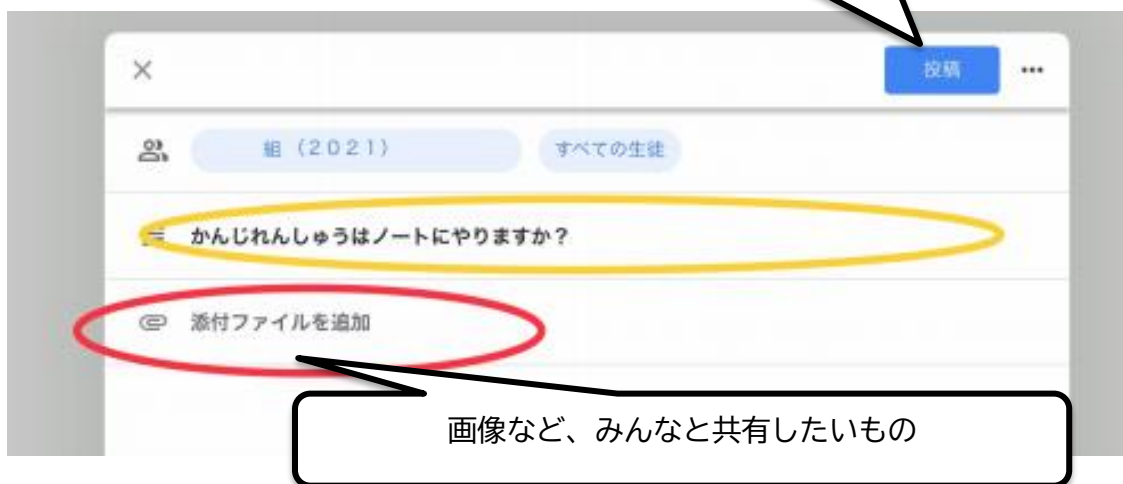 投稿
組（２０２１）
すべての生徒
かんじれんしゅうはノートにやりますか？
添付ファイルを追加
画像など、みんなと共有したいもの